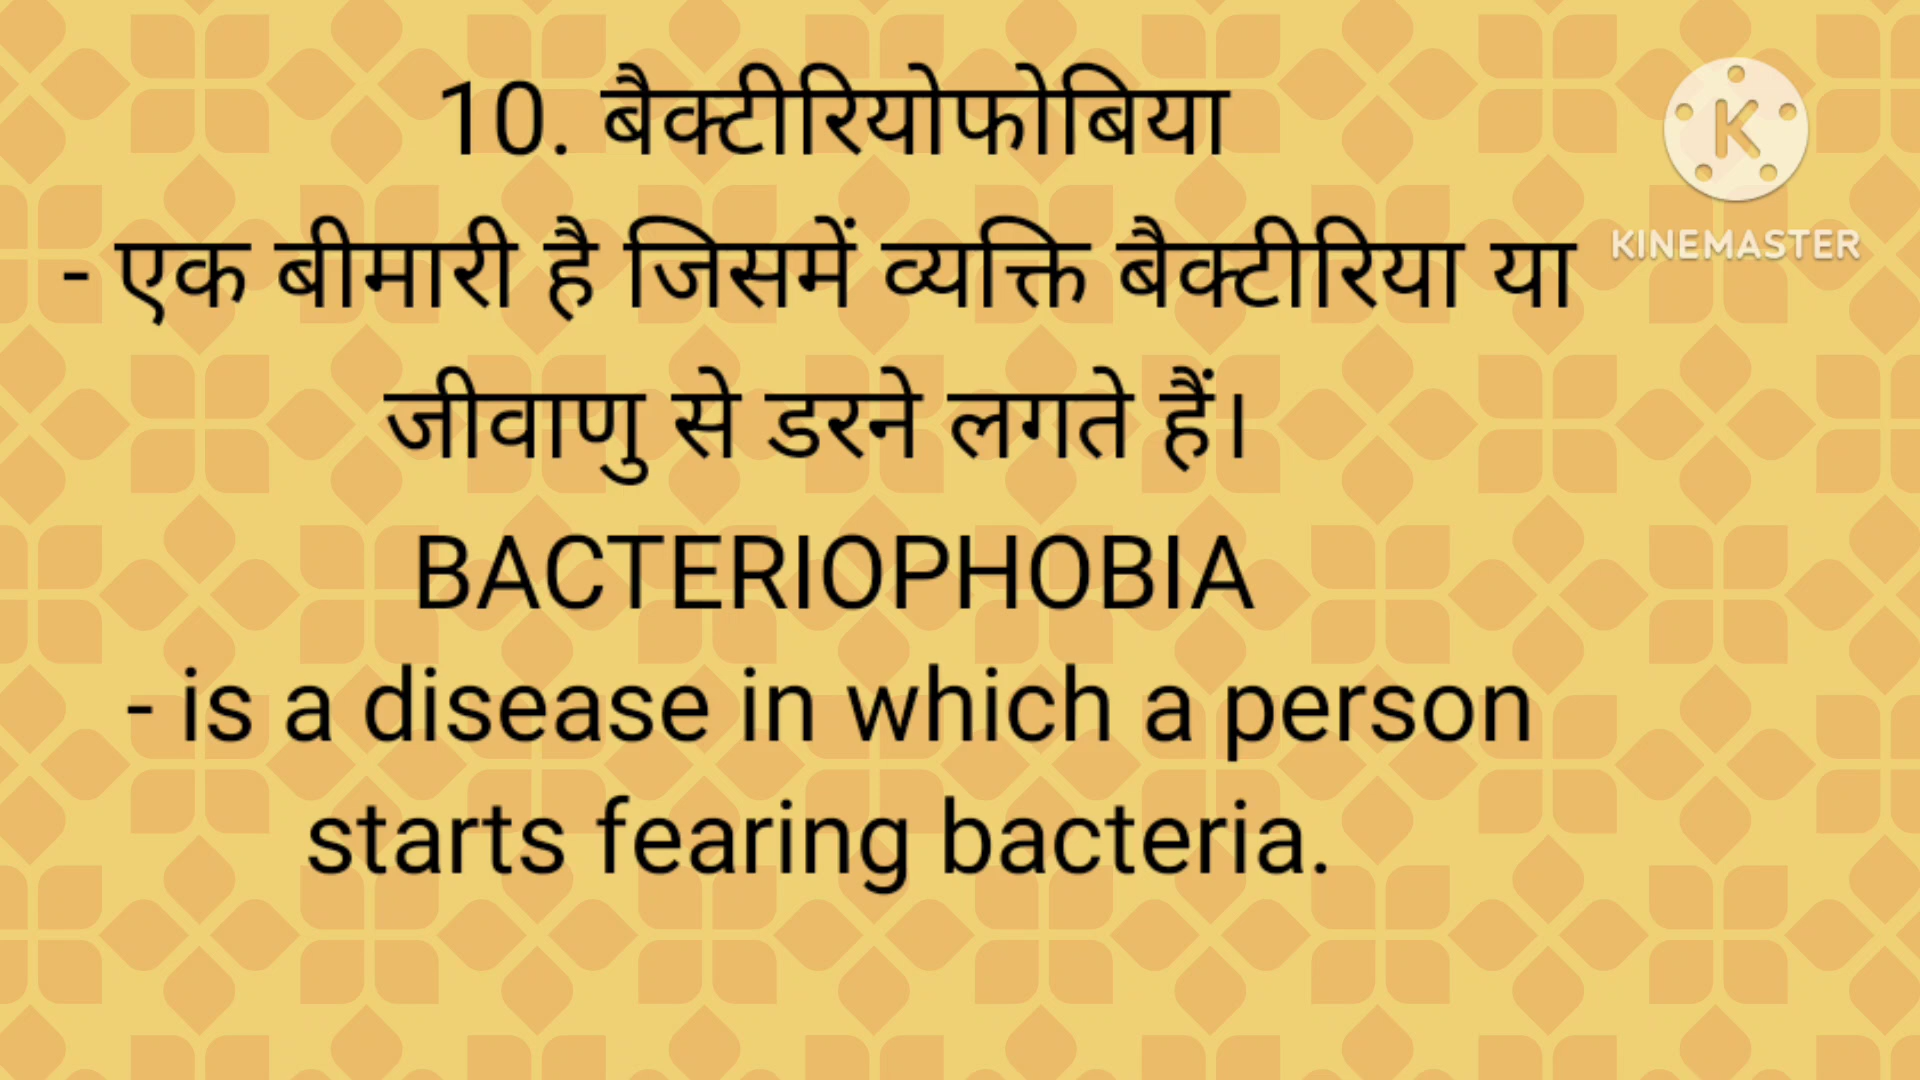 10. बैक्टीरियोफोबिया
- एक बीमारी है जिसमें व्यक्ति बैक्टीरिया या
जीवाणु से डरने लगते हैं।
BACTERIOPHOBIA
- is a disease in which a person
starts fearing bacteria.
K
KINEMASTER